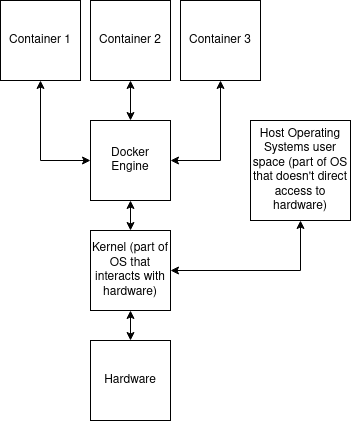 Container 1
Container 2
Container 3
Docker
Engine
Host Operating
Systems user
space (part of OS
that doesn't direct
access to
hardware)
Kernel (part of
OS that
interacts with
hardware)
Hardware